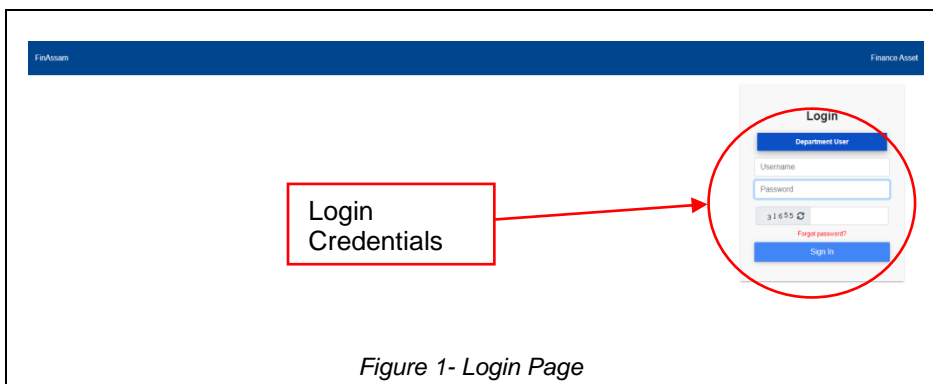 FinAssam
Finance Asset
Login
Department User
Username
Password
31655
Forgot password?
Sign In
Login
Credentials
Figure 1- Login Page